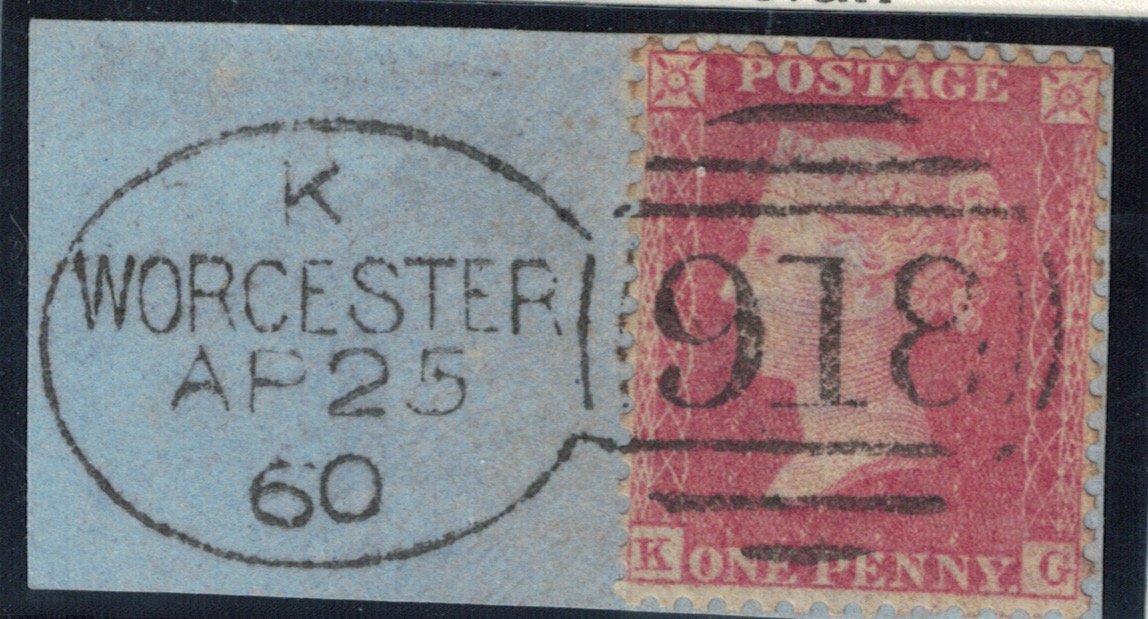 K
WORCESTER
AP 25
60
918
POSTAGE
K ONE PENNY. G